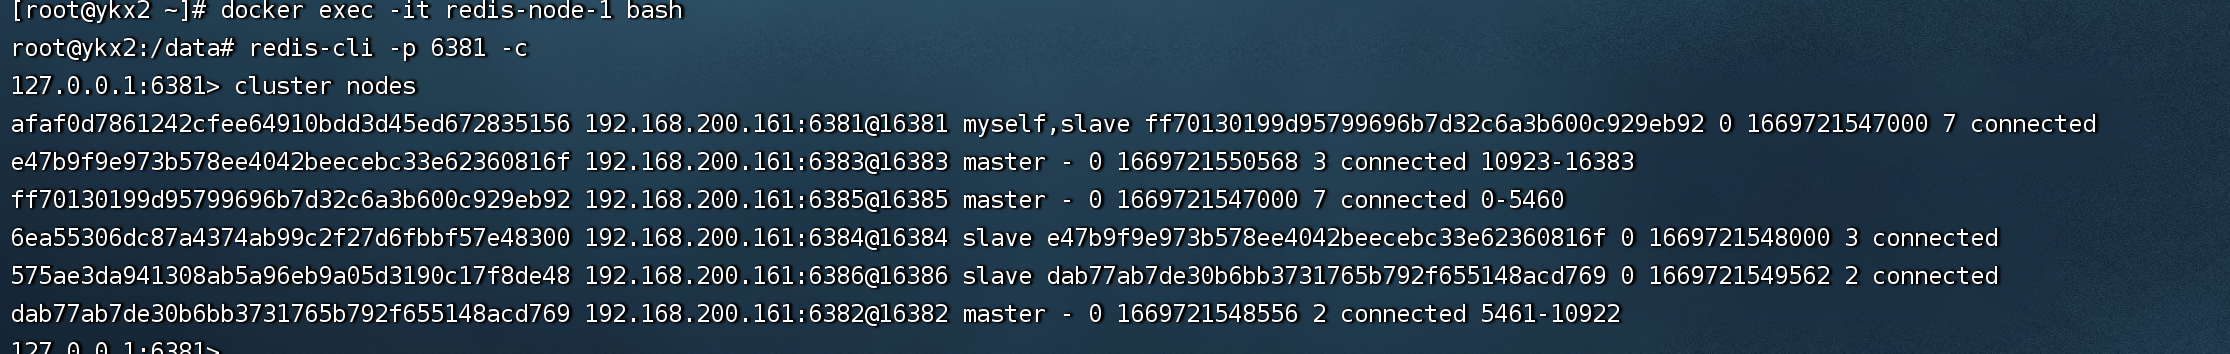 [root@ykx2 ~]# docker exec -it redis-node-1 bash
root@ykx2:/data# redis-cli -p 6381 -c
127.0.0.1:6381> cluster nodes
afaf0d7861242cfee64910bdd3d45ed672835156 192.168.200.161:6381@16381 myself,slave ff70130199d95799696b7d32c6a3b600c929eb92 0 1669721547000 7 connected
e47b9f9e973b578ee4042beecebc33e62360816f 192.168.200.161:6383@16383 master - 0 1669721550568 3 connected 10923-16383
ff70130199d95799696b7d32c6a3b600c929eb92 192.168.200.161:6385@16385 master - 0 1669721547000 7 connected 0-5460
6ea55306dc87a4374ab99c2f27d6fbbf57e48300 192.168.200.161:6384@16384 slave e47b9f9e973b578ee4042beecebc33e62360816f 0 1669721548000 3 connected
575ae3da941308ab5a96eb9a05d3190c17f8de48 192.168.200.161:6386@16386 slave dab77ab7de30b6bb3731765b792f655148acd769 0 1669721549562 2 connected
dab77ab7de30b6bb3731765b792f655148acd769 192.168.200.161:6382@16382 master - 0 1669721548556 2 connected 5461-10922
127.0.0.1:6381>